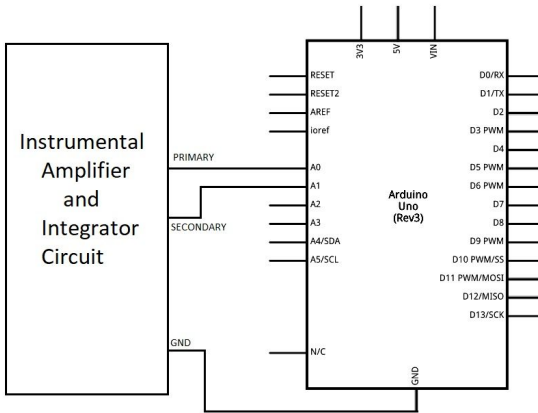 Instrumental
Amplifier
and
Integrator
Circuit
PRIMARY
SECONDARY
GND
3V3
5V
VIN
RESET
RESET2
AREF
ioref
A0
A1
A2
A3
A4/SDA
A5/SCL
N/C
Arduino
Uno
(Rev3)
D0/RX
D1/TX
D2
D3 PWM
D4
D5 PWM
D6 PWM
D7
D8
D9 PWM
D10 PWM/SS
D11 PWM/MOSI
D12/MISO
D13/SCK
GND